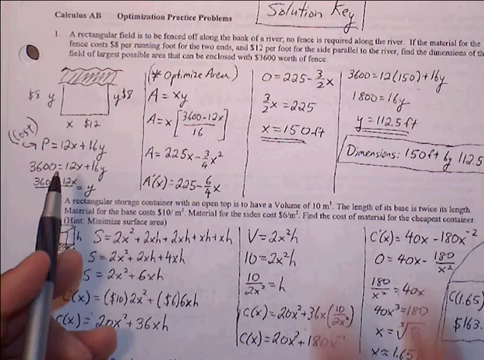 Solution Key
Calculus AB Optimization Practice Problems
1. A rectangular field is to be fenced off along the bank of a river; no fence is required along the river. If the material for the
fence costs $8 per running foot for the two ends, and $12 per foot for the side parallel to the river, find the dimensions of the
field of largest possible area that can be enclosed with $3600 worth of fence.
$8 y
y $8
x $12
(cost)
P = 12x + 16y
3600 = 12x + 16y
= y
(* Optimize Area)
A = xy
A = x [3600-12x / 16]
A = 225x - 3/4 x²
A'(x) = 225 - 6/4 x
0 = 225 - 3/2 x
3/2 x = 225
x = 150 ft
3600 = 12(150) + 16y
1800 = 16y
y = 112.5 ft
Dimensions: 150 ft by 112.5
A rectangular storage container with an open top is to have a Volume of 10 m³. The length of its base is twice its length.
Material for the base costs $10/ m². Material for the sides cost $6/m². Find the cost of material for the cheapest container.
(Hint: Minimize surface)
h
S = 2x² + 2xh + 2xh + xh + xh
S = 2x² + 2xh + 4xh
S = 2x² + 6xh
C(x) = ($10)2x² + ($6)6xh
C(x) = 20x² + 36xh
V = 2x²h
10 = 2x²h
10/2x² = h
C(x) = 20x² + 36x (10/2x²)
C(x) = 20x² + 180x
C'(x) = 40x - 180x⁻²
0 = 40x - 180/x²
180/x² = 40x
40x³ = 180
x = ³√
x = 1.65
C(1.65)
$163.